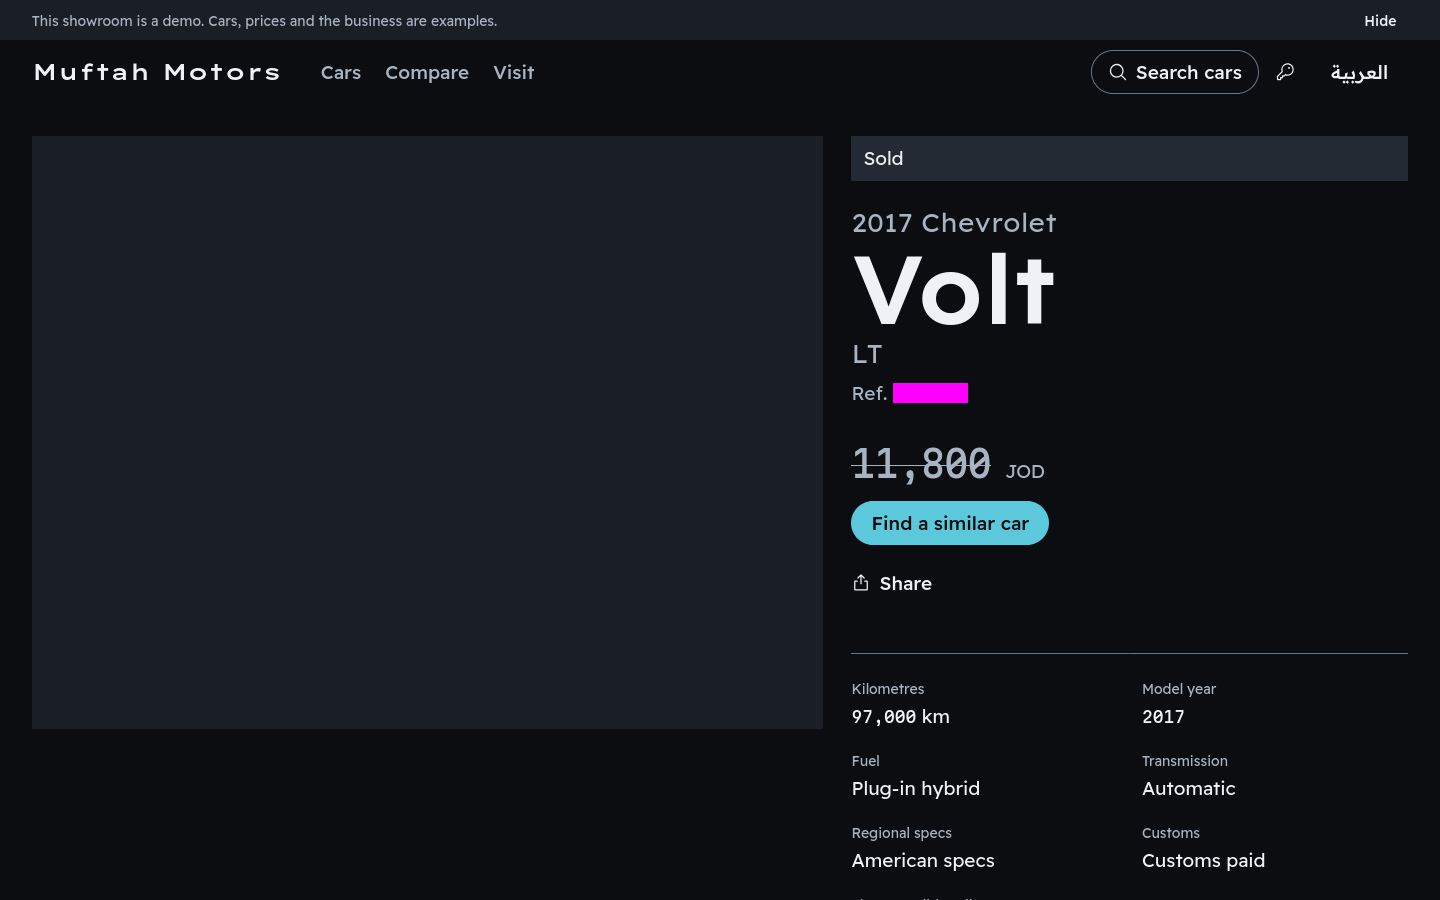 This showroom is a demo. Cars, prices and the business are examples.
Hide
Muftah Motors
Cars
Compare
Visit
Search cars
العربية
Sold
2017 Chevrolet
Volt
LT
Ref.
11,800 JOD
Find a similar car
Share
Kilometres
Model year
97,000 km
2017
Fuel
Transmission
Plug-in hybrid
Automatic
Regional specs
Customs
American specs
Customs paid